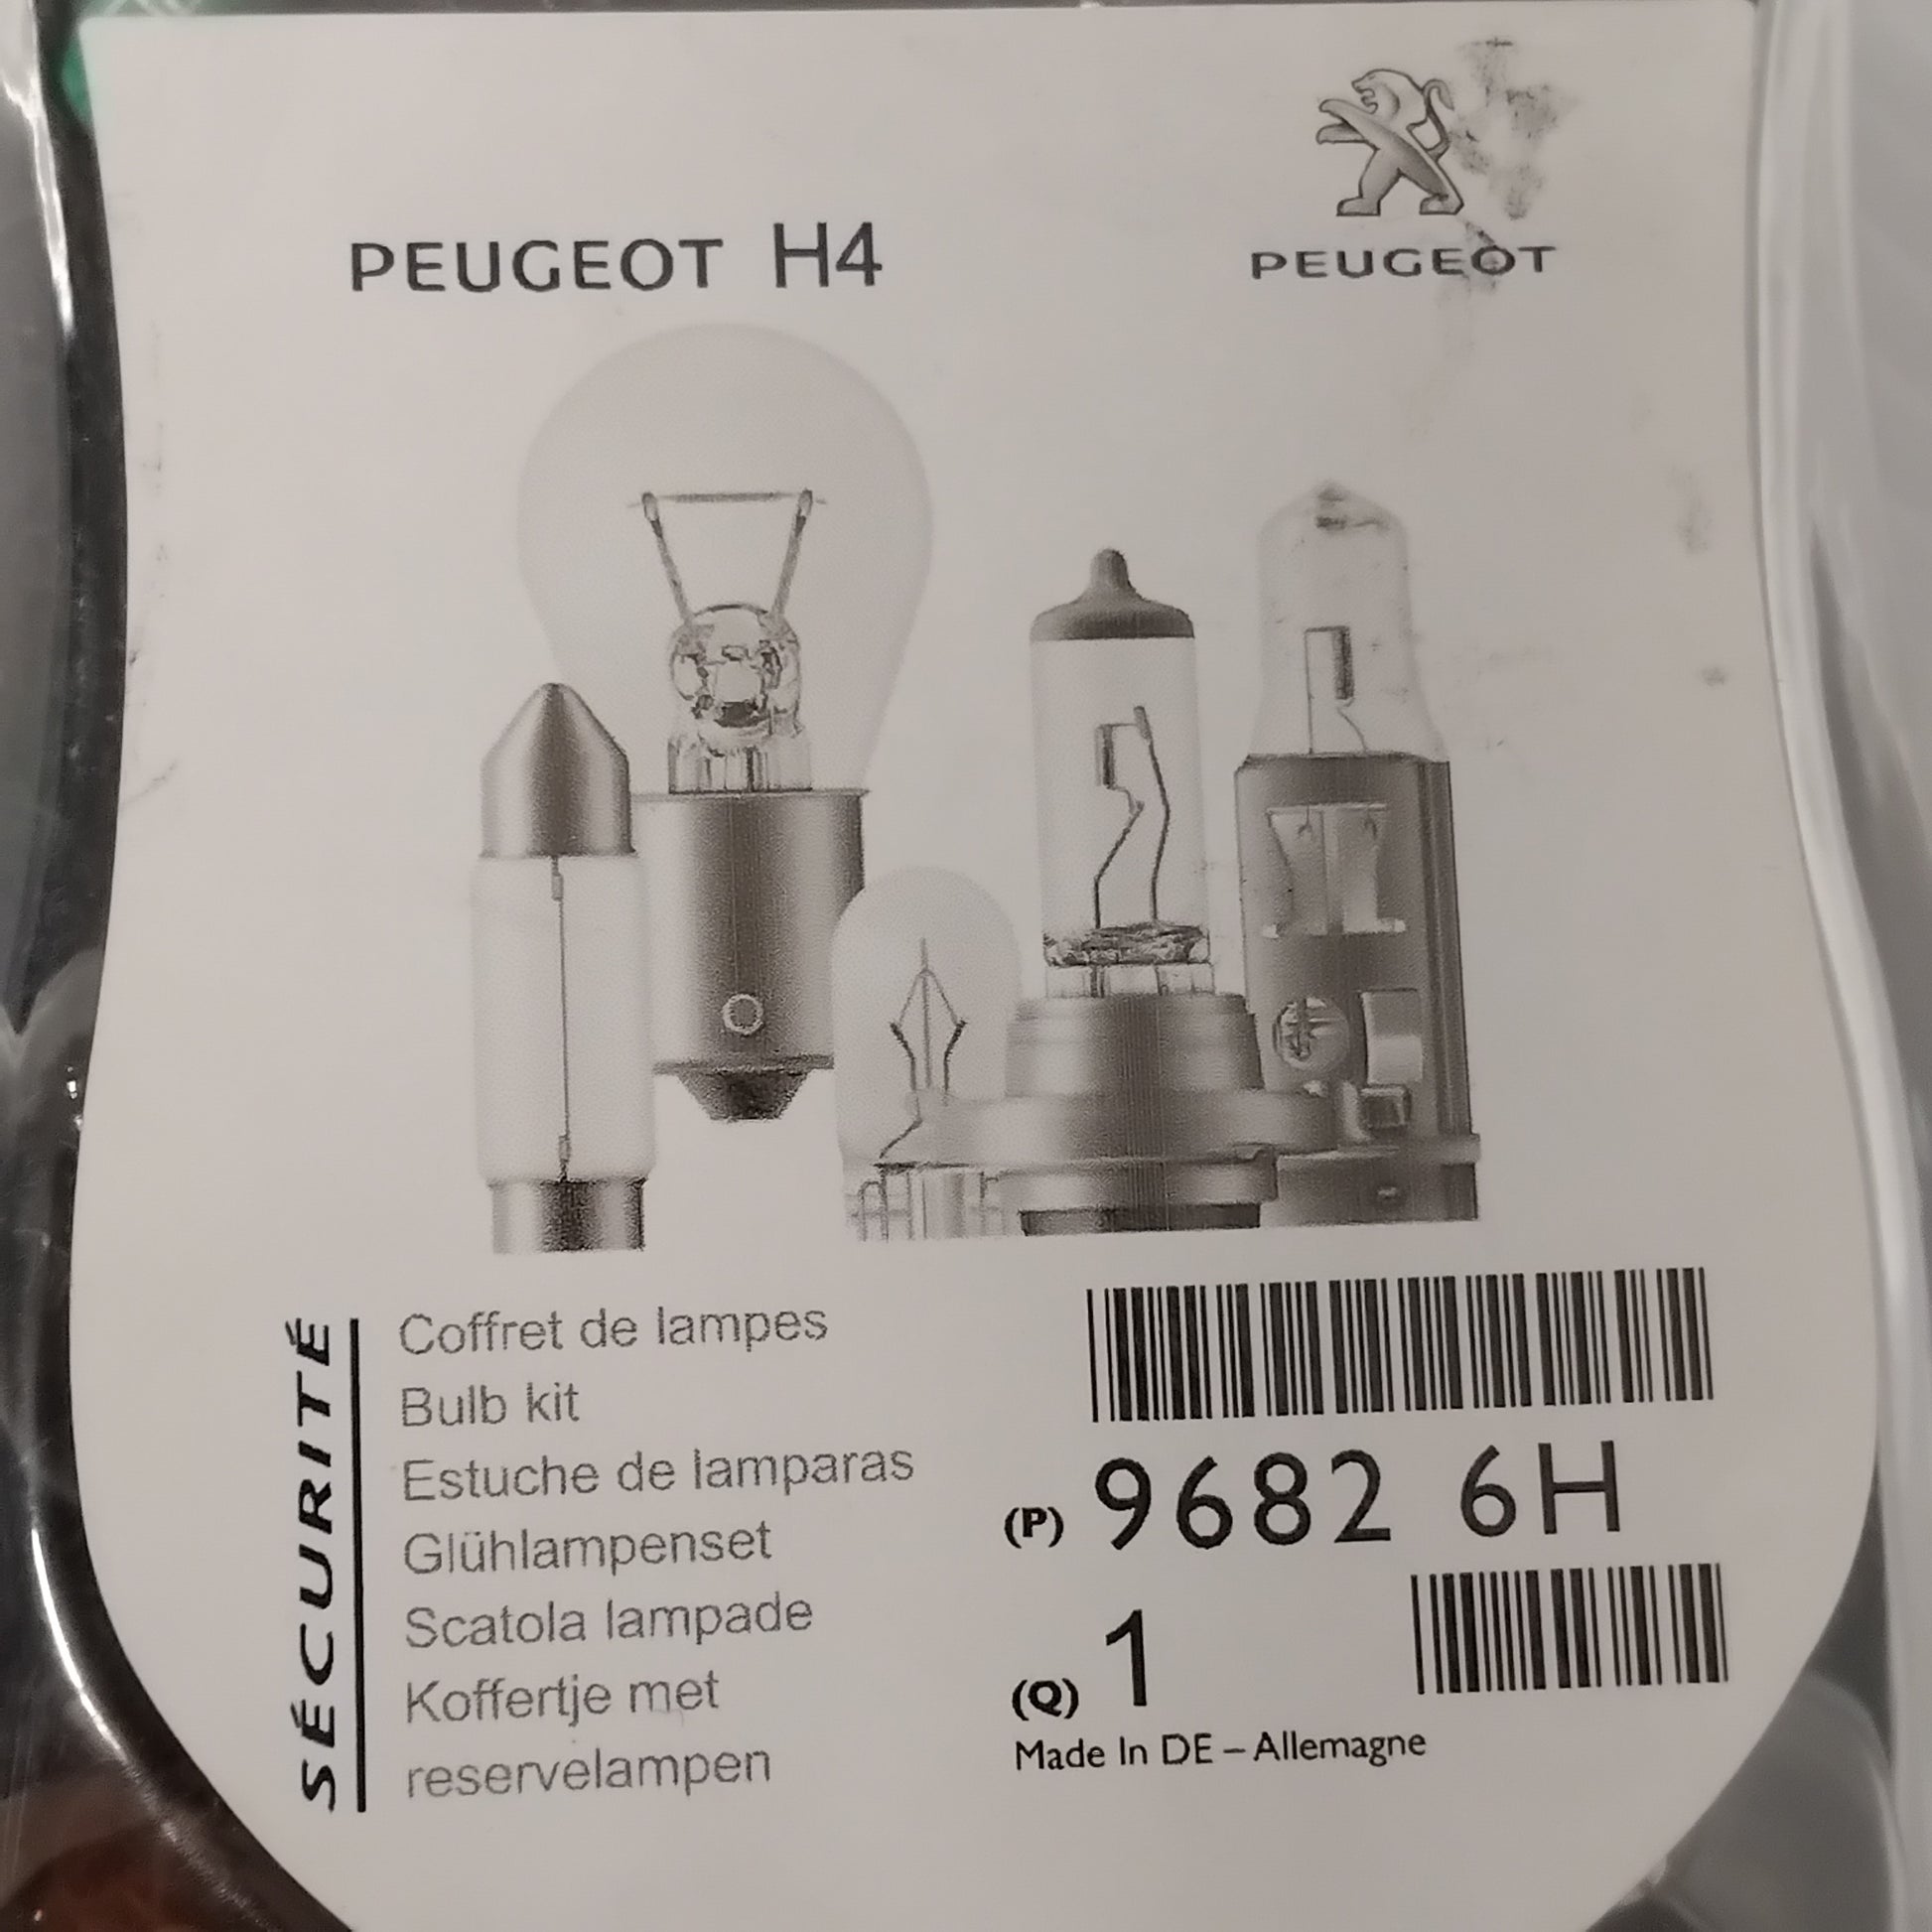 PEUGEOT H4
PEUGEOT
SÉCURITÉ
Coffret de lampes
Bulb kit
Estuche de lamparas
Glühlampenset
Scatola lampade
Koffertje met
reservelampen
(P) 9682 6H
(Q) 1
Made In DE – Allemagne